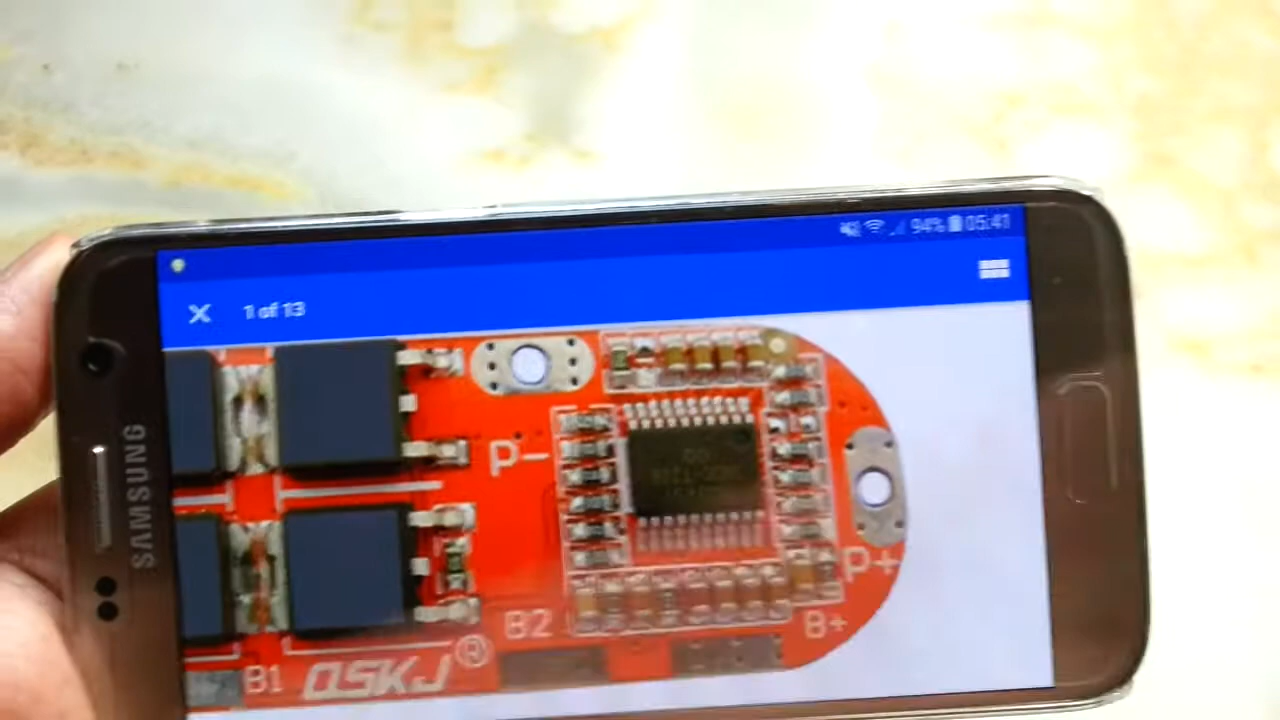 94% 05:41
X 1 of 13
SAMSUNG
P-
P+
B2
B+
B1
QSKJ®